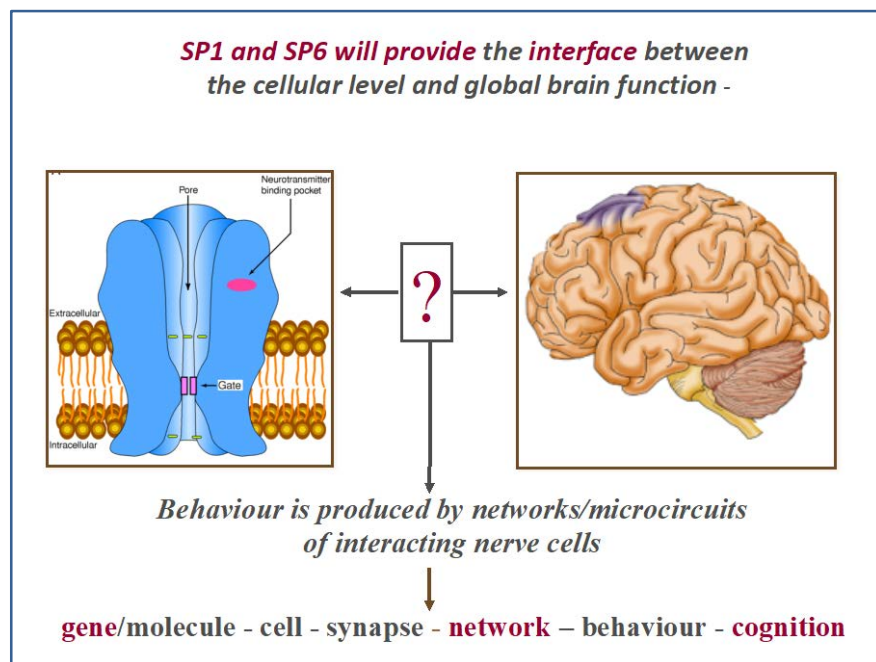 SP1 and SP6 will provide the interface between
the cellular level and global brain function -
Neurotransmitter
binding pocket
Pore
?
Extracellular
Gate
Intracellular
Behaviour is produced by networks/microcircuits
of interacting nerve cells
gene/molecule - cell - synapse - network – behaviour - cognition